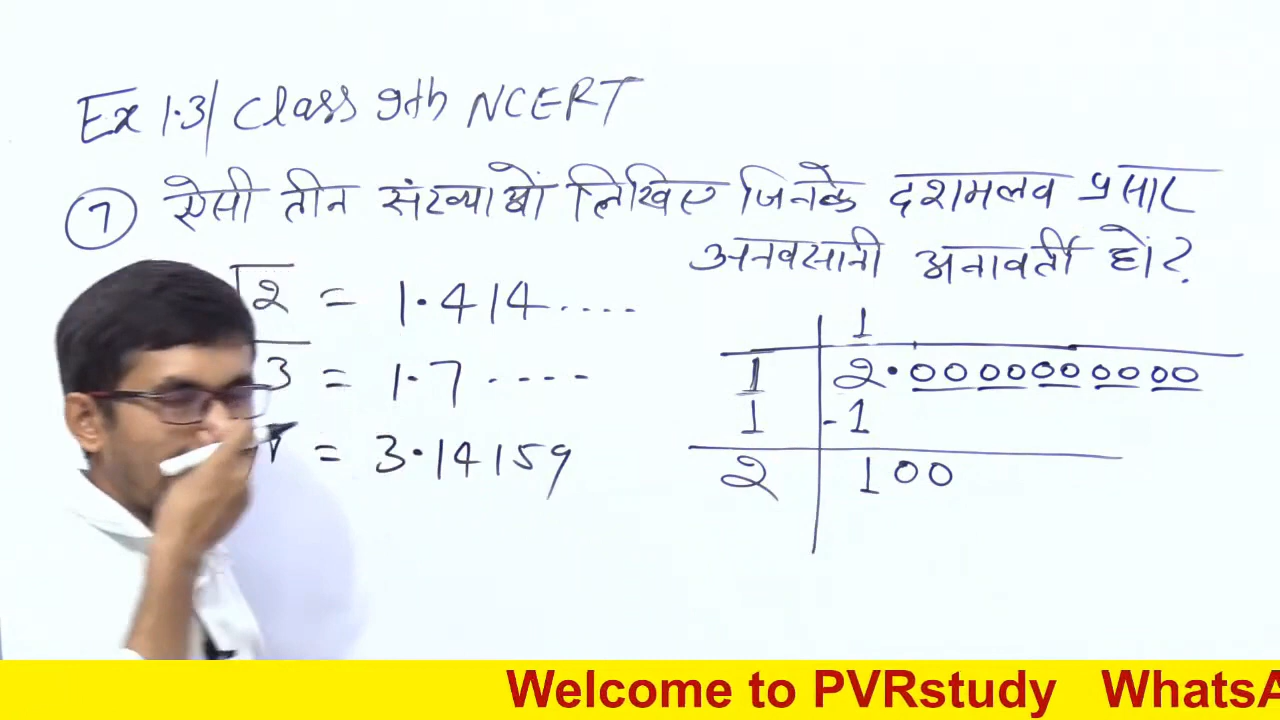 Ex 1.3| Class 9th NCERT
7 ऐसी तीन संख्याओं लिखिए जिनके दशमलव प्रसार
अनवसानी अनावर्ती हों?
√2 = 1.414....
3 = 1.7....
= 3.14159
1
1 2.0000000000
1 -1
2 100
Welcome to PVRstudy WhatsA